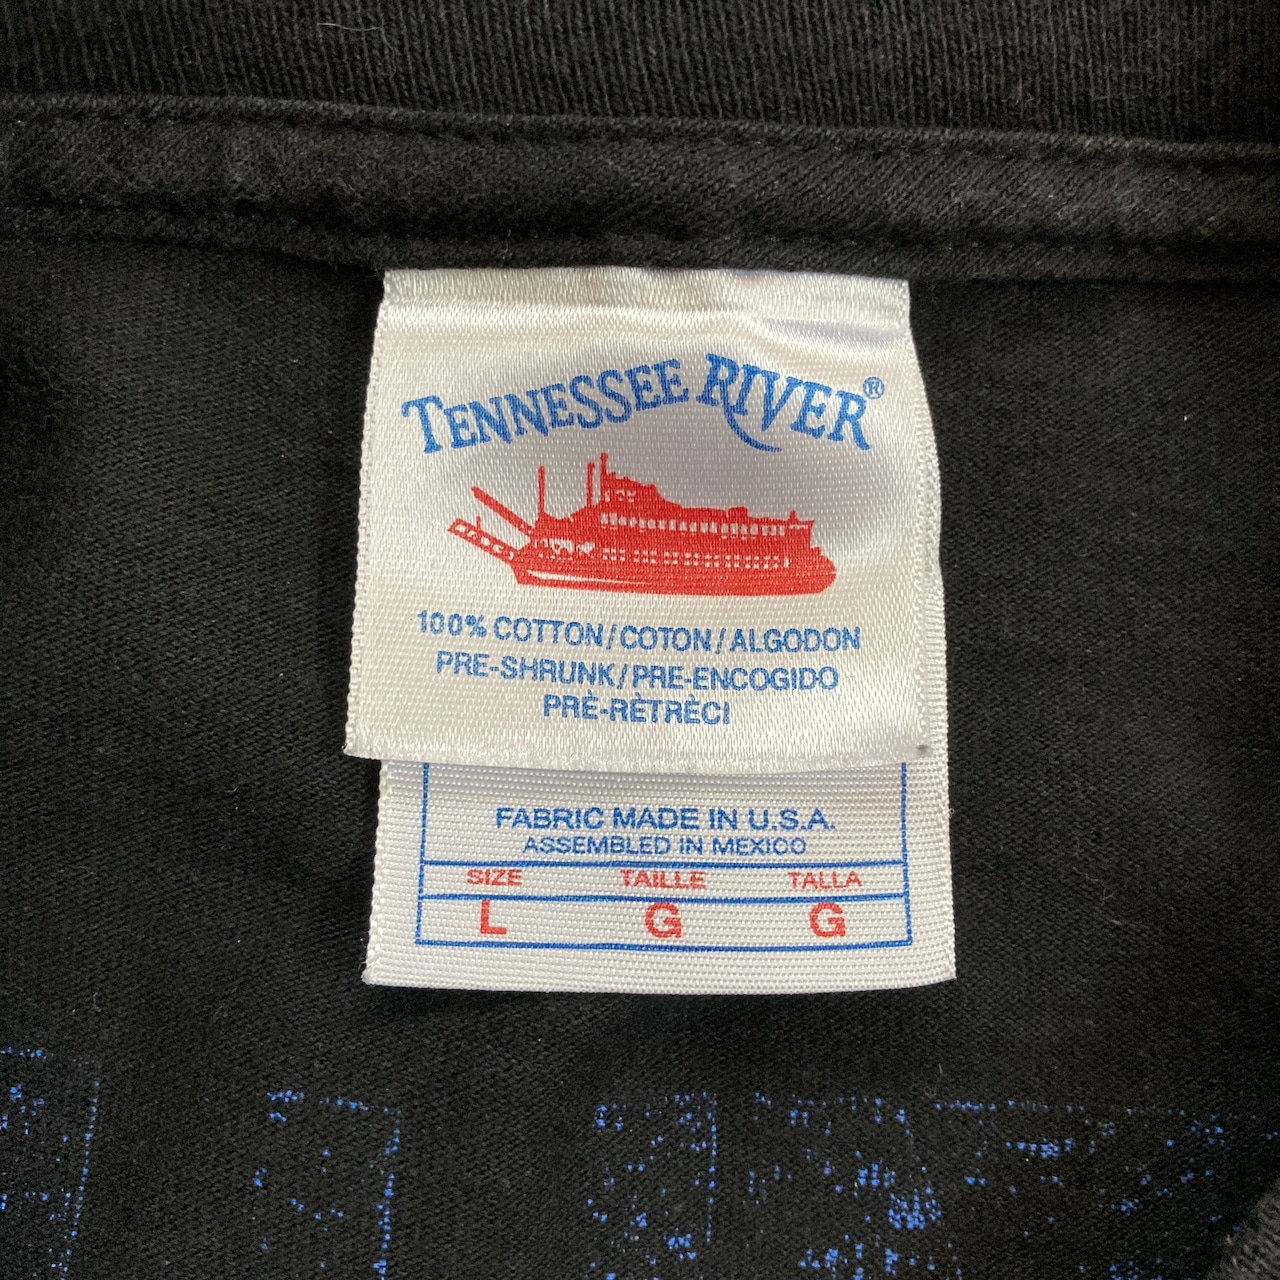 TENNESSEE RIVER®
100% COTTON/COTON/ALGODON
PRE-SHRUNK/PRE-ENCOGIDO
PRÈ-RÈTRÈCI
FABRIC MADE IN U.S.A.
ASSEMBLED IN MEXICO
SIZE TAILLE TALLA
L G G